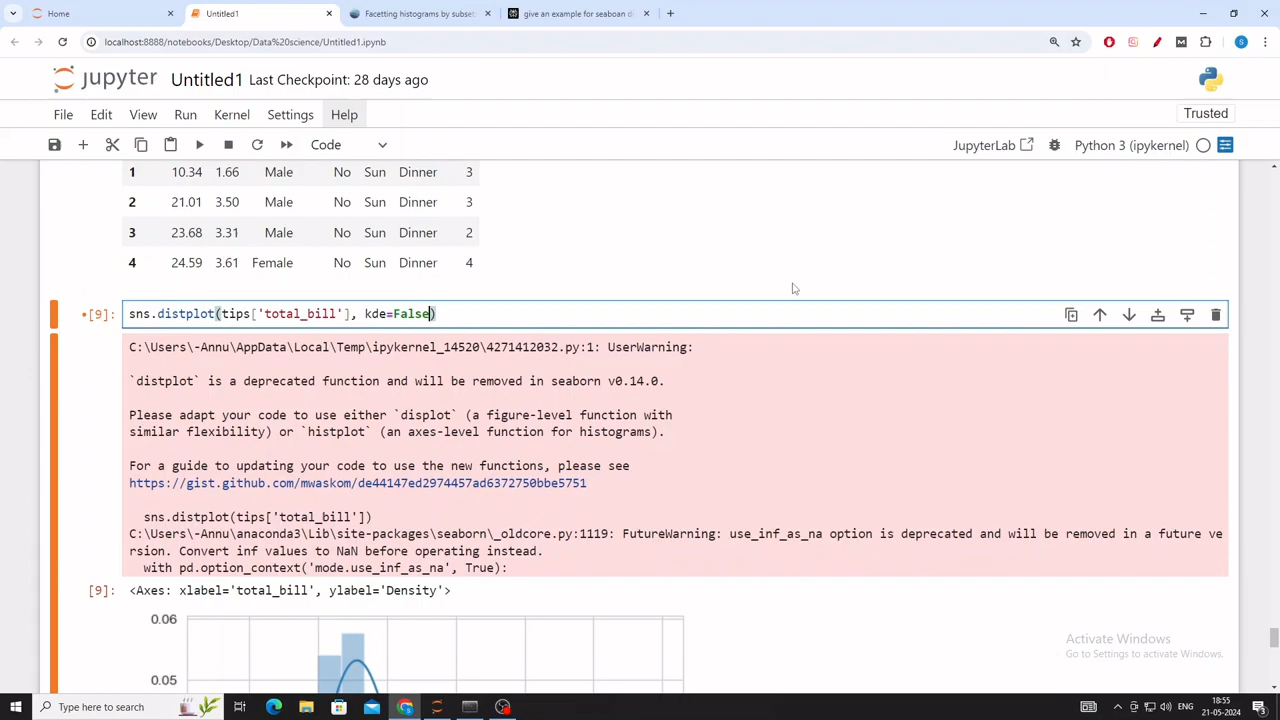 Home
Untitled1
Facetting histograms by subse
give an example for seaboan di
localhost:8888/notebooks/Desktop/Data%20science/Untitled1.ipynb
jupyter Untitled1 Last Checkpoint: 28 days ago
File Edit View Run Kernel Settings Help
Trusted
Code
JupyterLab
Python 3 (ipykernel)
1 10.34 1.66 Male No Sun Dinner 3
2 21.01 3.50 Male No Sun Dinner 3
3 23.68 3.31 Male No Sun Dinner 2
4 24.59 3.61 Female No Sun Dinner 4
[9]: sns.distplot(tips['total_bill'], kde=False)
C:\Users\-Annu\AppData\Local\Temp\ipykernel_14520\4271412032.py:1: UserWarning:
`distplot` is a deprecated function and will be removed in seaborn v0.14.0.
Please adapt your code to use either `displot` (a figure-level function with
similar flexibility) or `histplot` (an axes-level function for histograms).
For a guide to updating your code to use the new functions, please see
https://gist.github.com/mwaskom/de44147ed2974457ad6372750bbe5751
sns.distplot(tips['total_bill'])
C:\Users\-Annu\anaconda3\Lib\site-packages\seaborn\_oldcore.py:1119: FutureWarning: use_inf_as_na option is deprecated and will be removed in a future ve
rsion. Convert inf values to NaN before operating instead.
with pd.option_context('mode.use_inf_as_na', True):
[9]: <Axes: xlabel='total_bill', ylabel='Density'>
0.06
0.05
Activate Windows
Go to Settings to activate Windows.
Type here to search
18:55
21-05-2024